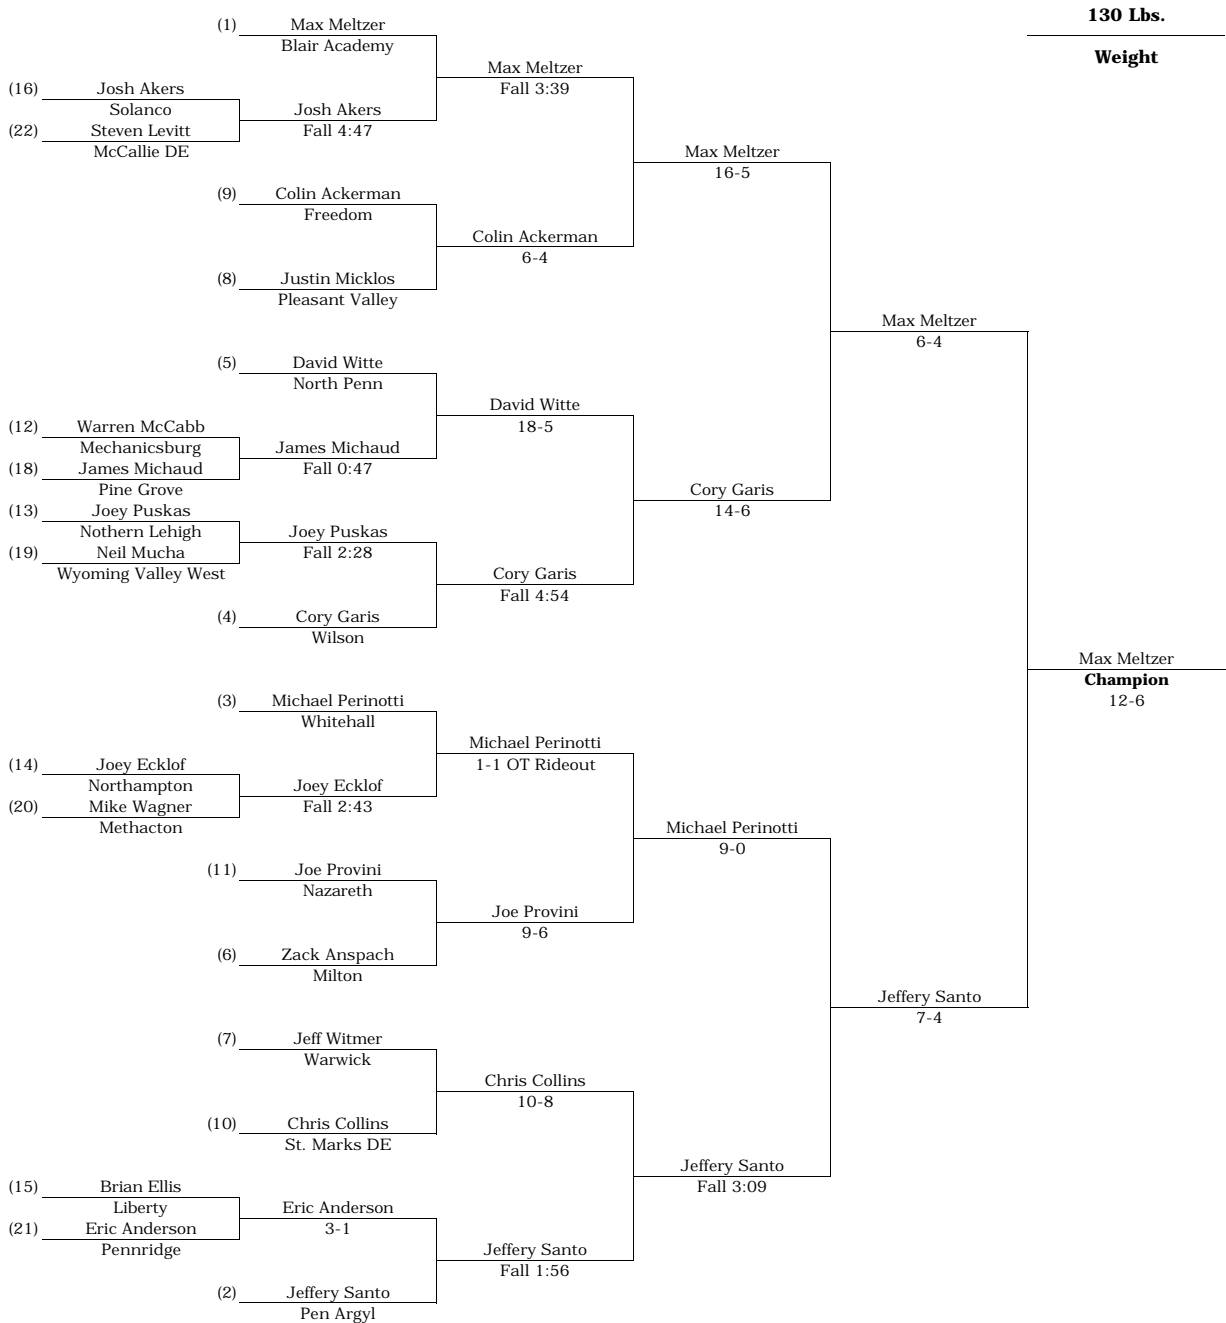 130 Lbs.
Weight
(1) Max Meltzer
Blair Academy
Max Meltzer
Fall 3:39
(16) Josh Akers
Solanco
Josh Akers
Fall 4:47
(22) Steven Levitt
McCallie DE
Max Meltzer
16-5
(9) Colin Ackerman
Freedom
Colin Ackerman
6-4
(8) Justin Micklos
Pleasant Valley
Max Meltzer
6-4
(5) David Witte
North Penn
David Witte
18-5
(12) Warren McCabb
Mechanicsburg
James Michaud
Fall 0:47
(18) James Michaud
Pine Grove
Cory Garis
14-6
(13) Joey Puskas
Nothern Lehigh
Joey Puskas
Fall 2:28
(19) Neil Mucha
Wyoming Valley West
Cory Garis
Fall 4:54
(4) Cory Garis
Wilson
Max Meltzer
Champion
12-6
(3) Michael Perinotti
Whitehall
Michael Perinotti
1-1 OT Rideout
(14) Joey Ecklof
Northampton
Joey Ecklof
Fall 2:43
(20) Mike Wagner
Methacton
Michael Perinotti
9-0
(11) Joe Provini
Nazareth
Joe Provini
9-6
(6) Zack Anspach
Milton
Jeffery Santo
7-4
(7) Jeff Witmer
Warwick
Chris Collins
10-8
(10) Chris Collins
St. Marks DE
Jeffery Santo
Fall 3:09
(15) Brian Ellis
Liberty
Eric Anderson
3-1
(21) Eric Anderson
Pennridge
Jeffery Santo
Fall 1:56
(2) Jeffery Santo
Pen Argyl